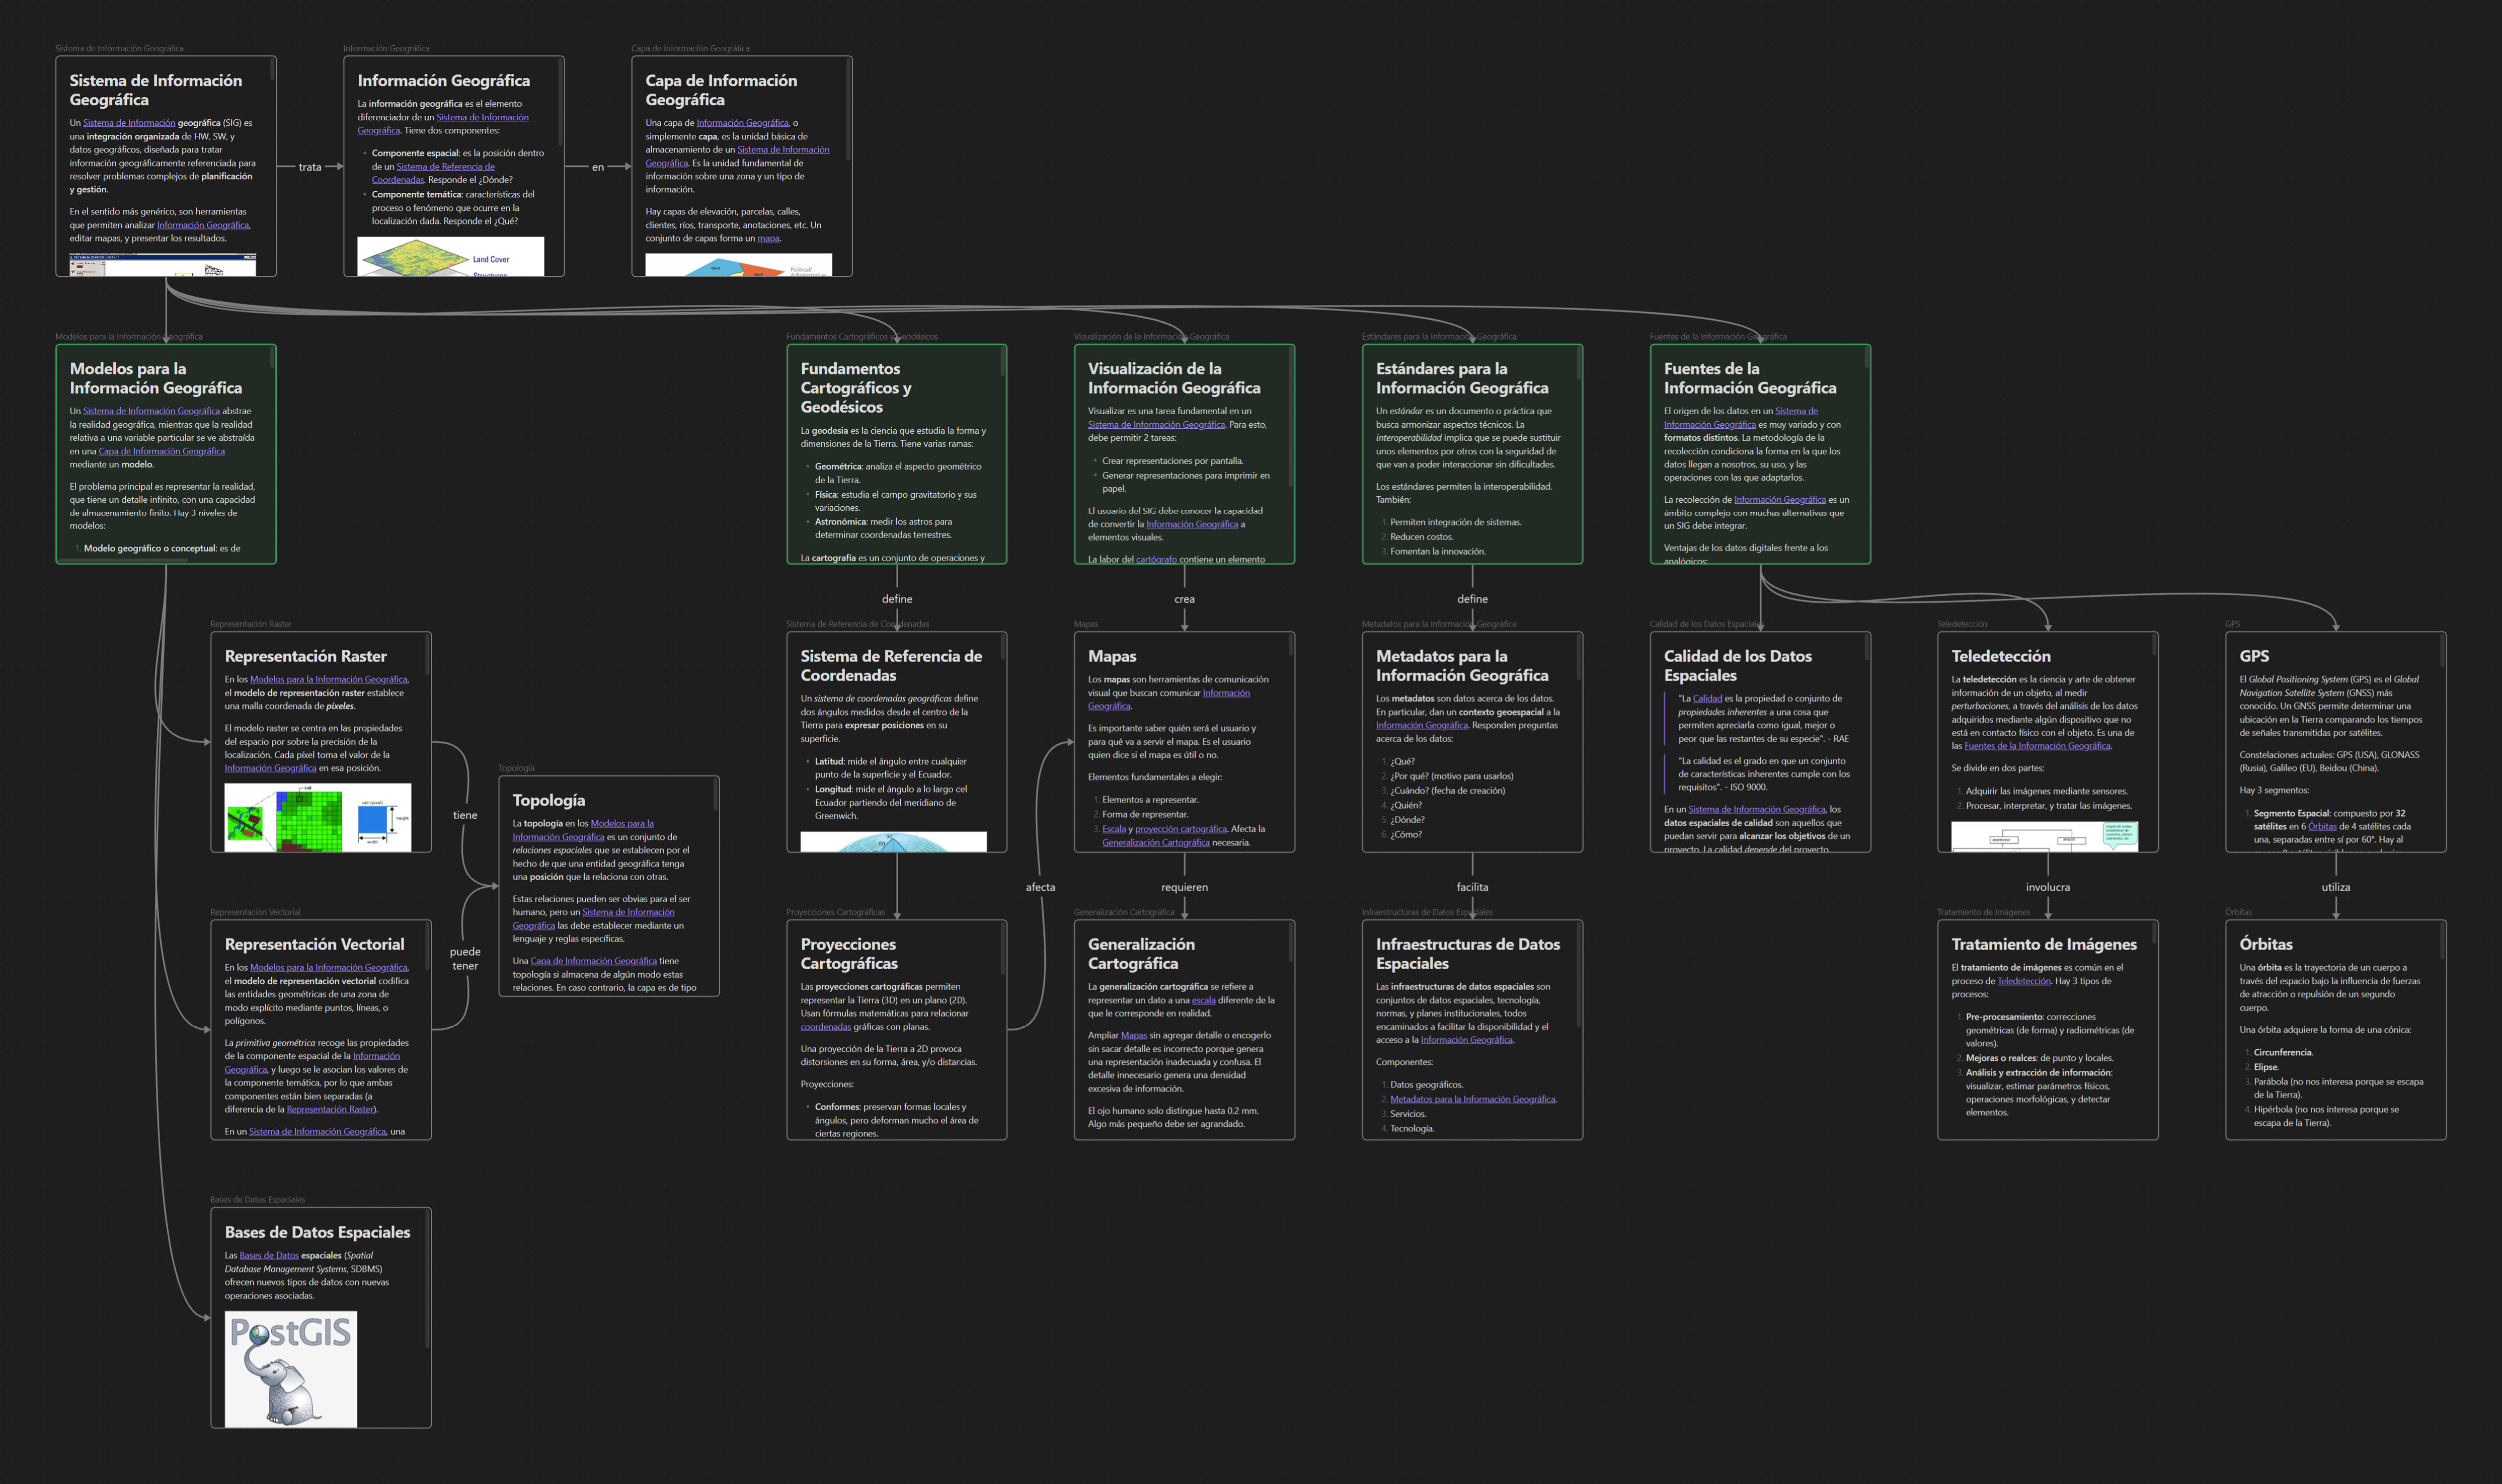 Sistema de Información Geográfica
Sistema de Información
Geográfica
Un Sistema de Información geográfica (SIG) es
una integración organizada de HW, SW, y
datos geográficos, diseñada para tratar
información geográficamente referenciada para
resolver problemas complejos de planificación
y gestión.
En el sentido más genérico, son herramientas
que permiten analizar Información Geográfica,
editar mapas, y presentar los resultados.
trata
Información Geográfica
Información Geográfica
La información geográfica es el elemento
diferenciador de un Sistema de Información
Geográfica. Tiene dos componentes:
• Componente espacial: es la posición dentro
de un Sistema de Referencia de
Coordenadas. Responde el ¿Dónde?
• Componente temática: características del
proceso o fenómeno que ocurre en la
localización dada. Responde el ¿Qué?
Land Cover
Structures
en
Capa de Información Geográfica
Capa de Información
Geográfica
Una capa de Información Geográfica, o
simplemente capa, es la unidad básica de
almacenamiento de un Sistema de Información
Geográfica. Es la unidad fundamental de
información sobre una zona y un tipo de
información.
Hay capas de elevación, parcelas, calles,
clientes, ríos, transporte, anotaciones, etc. Un
conjunto de capas forma un mapa.
Political/
Administrative
Modelos para la Información Geográfica
Modelos para la
Información Geográfica
Un Sistema de Información Geográfica abstrae
la realidad geográfica, mientras que la realidad
relativa a una variable particular se ve abstraída
en una Capa de Información Geográfica
mediante un modelo.
El problema principal es representar la realidad,
que tiene un detalle infinito, con una capacidad
de almacenamiento finito. Hay 3 niveles de
modelos:
1. Modelo geográfico o conceptual: es de
Fundamentos Cartográficos y Geodésicos
Fundamentos
Cartográficos y
Geodésicos
La geodesia es la ciencia que estudia la forma y
dimensiones de la Tierra. Tiene varias ramas:
• Geométrica: analiza el aspecto geométrico
de la Tierra.
• Física: estudia el campo gravitatorio y sus
variaciones.
• Astronómica: medir los astros para
determinar coordenadas terrestres.
La cartografía es un conjunto de operaciones y
define
Visualización de la Información Geográfica
Visualización de la
Información Geográfica
Visualizar es una tarea fundamental en un
Sistema de Información Geográfica. Para esto,
debe permitir 2 tareas:
• Crear representaciones por pantalla.
• Generar representaciones para imprimir en
papel.
El usuario del SIG debe conocer la capacidad
de convertir la Información Geográfica a
elementos visuales.
La labor del cartógrafo contiene un elemento
crea
Estándares para la Información Geográfica
Estándares para la
Información Geográfica
Un estándar es un documento o práctica que
busca armonizar aspectos técnicos. La
interoperabilidad implica que se puede sustituir
unos elementos por otros con la seguridad de
que van a poder interaccionar sin dificultades.
Los estándares permiten la interoperabilidad.
También:
1. Permiten integración de sistemas.
2. Reducen costos.
3. Fomentan la innovación.
define
Fuentes de la Información Geográfica
Fuentes de la
Información Geográfica
El origen de los datos en un Sistema de
Información Geográfica es muy variado y con
formatos distintos. La metodología de la
recolección condiciona la forma en la que los
datos llegan a nosotros, su uso, y las
operaciones con las que adaptarlos.
La recolección de Información Geográfica es un
ámbito complejo con muchas alternativas que
un SIG debe integrar.
Ventajas de los datos digitales frente a los
analógicos:
Representación Raster
Representación Raster
En los Modelos para la Información Geográfica,
el modelo de representación raster establece
una malla coordenada de píxeles.
El modelo raster se centra en las propiedades
del espacio por sobre la precisión de la
localización. Cada píxel toma el valor de la
Información Geográfica en esa posición.
Cell
cell (pixel)
height
width
tiene
Topología
Topología
La topología en los Modelos para la
Información Geográfica es un conjunto de
relaciones espaciales que se establecen por el
hecho de que una entidad geográfica tenga
una posición que la relaciona con otras.
Estas relaciones pueden ser obvias para el ser
humano, pero un Sistema de Información
Geográfica las debe establecer mediante un
lenguaje y reglas específicas.
Una Capa de Información Geográfica tiene
topología si almacena de algún modo estas
relaciones. En caso contrario, la capa es de tipo
Sistema de Referencia de Coordenadas
Sistema de Referencia de
Coordenadas
Un sistema de coordenadas geográficas define
dos ángulos medidos desde el centro de la
Tierra para expresar posiciones en su
superficie.
• Latitud: mide el ángulo entre cualquier
punto de la superficie y el Ecuador.
• Longitud: mide el ángulo a lo largo del
Ecuador partiendo del meridiano de
Greenwich.
Mapas
Mapas
Los mapas son herramientas de comunicación
visual que buscan comunicar Información
Geográfica.
Es importante saber quién será el usuario y
para qué va a servir el mapa. Es el usuario
quien dice si el mapa es útil o no.
Elementos fundamentales a elegir:
1. Elementos a representar.
2. Forma de representar.
3. Escala y proyección cartográfica. Afecta la
Generalización Cartográfica necesaria.
requieren
Metadatos para la Información Geográfica
Metadatos para la
Información Geográfica
Los metadatos son datos acerca de los datos.
En particular, dan un contexto geoespacial a la
Información Geográfica. Responden preguntas
acerca de los datos:
1. ¿Qué?
2. ¿Por qué? (motivo para usarlos)
3. ¿Cuándo? (fecha de creación)
4. ¿Quién?
5. ¿Dónde?
6. ¿Cómo?
facilita
Calidad de los Datos Espaciales
Calidad de los Datos
Espaciales
"La Calidad es la propiedad o conjunto de
propiedades inherentes a una cosa que
permiten apreciarla como igual, mejor o
peor que las restantes de su especie". - RAE
"La calidad es el grado en que un conjunto
de características inherentes cumple con los
requisitos". - ISO 9000.
En un Sistema de Información Geográfica, los
datos espaciales de calidad son aquellos que
puedan servir para alcanzar los objetivos de un
proyecto. La calidad depende del proyecto
Teledetección
Teledetección
La teledetección es la ciencia y arte de obtener
información de un objeto, al medir
perturbaciones, a través del análisis de los datos
adquiridos mediante algún dispositivo que no
está en contacto físico con el objeto. Es una de
las Fuentes de la Información Geográfica.
Se divide en dos partes:
1. Adquirir las imágenes mediante sensores.
2. Procesar, interpretar, y tratar las imágenes.
involucra
GPS
GPS
El Global Positioning System (GPS) es el Global
Navigation Satellite System (GNSS) más
conocido. Un GNSS permite determinar una
ubicación en la Tierra comparando los tiempos
de señales transmitidas por satélites.
Constelaciones actuales: GPS (USA), GLONASS
(Rusia), Galileo (EU), Beidou (China).
Hay 3 segmentos:
1. Segmento Espacial: compuesto por 32
satélites en 6 Órbitas de 4 satélites cada
una, separadas entre sí por 60°. Hay al
utiliza
Representación Vectorial
Representación Vectorial
En los Modelos para la Información Geográfica,
el modelo de representación vectorial codifica
las entidades geométricas de una zona de
modo explícito mediante puntos, líneas, o
polígonos.
La primitiva geométrica recoge las propiedades
de la componente espacial de la Información
Geográfica, y luego se le asocian los valores de
la componente temática, por lo que ambas
componentes están bien separadas (a
diferencia de la Representación Raster).
En un Sistema de Información Geográfica, una
puede
tener
Proyecciones Cartográficas
Proyecciones
Cartográficas
Las proyecciones cartográficas permiten
representar la Tierra (3D) en un plano (2D).
Usan fórmulas matemáticas para relacionar
coordenadas gráficas con planas.
Una proyección de la Tierra a 2D provoca
distorsiones en su forma, área, y/o distancias.
Proyecciones:
• Conformes: preservan formas locales y
ángulos, pero deforman mucho el área de
ciertas regiones.
afecta
Generalización Cartográfica
Generalización
Cartográfica
La generalización cartográfica se refiere a
representar un dato a una escala diferente de la
que le corresponde en realidad.
Ampliar Mapas sin agregar detalle o encogerlo
sin sacar detalle es incorrecto porque genera
una representación inadecuada y confusa. El
detalle innecesario genera una densidad
excesiva de información.
El ojo humano solo distingue hasta 0.2 mm.
Algo más pequeño debe ser agrandado.
Infraestructuras de Datos Espaciales
Infraestructuras de Datos
Espaciales
Las infraestructuras de datos espaciales son
conjuntos de datos espaciales, tecnología,
normas, y planes institucionales, todos
encaminados a facilitar la disponibilidad y el
acceso a la Información Geográfica.
Componentes:
1. Datos geográficos.
2. Metadatos para la Información Geográfica.
3. Servicios.
4. Tecnología.
Tratamiento de Imágenes
Tratamiento de Imágenes
El tratamiento de imágenes es común en el
proceso de Teledetección. Hay 3 tipos de
procesos:
1. Pre-procesamiento: correcciones
geométricas (de forma) y radiométricas (de
valores).
2. Mejoras o realces: de punto y locales.
3. Análisis y extracción de información:
visualizar, estimar parámetros físicos,
operaciones morfológicas, y detectar
elementos.
Órbitas
Órbitas
Una órbita es la trayectoria de un cuerpo a
través del espacio bajo la influencia de fuerzas
de atracción o repulsión de un segundo
cuerpo.
Una órbita adquiere la forma de una cónica:
1. Circunferencia.
2. Elipse.
3. Parábola (no nos interesa porque se escapa
de la Tierra).
4. Hipérbola (no nos interesa porque se
escapa de la Tierra).
Bases de Datos Espaciales
Bases de Datos Espaciales
Las Bases de Datos espaciales (Spatial
Database Management Systems, SDBMS)
ofrecen nuevos tipos de datos con nuevas
operaciones asociadas.
PostGIS